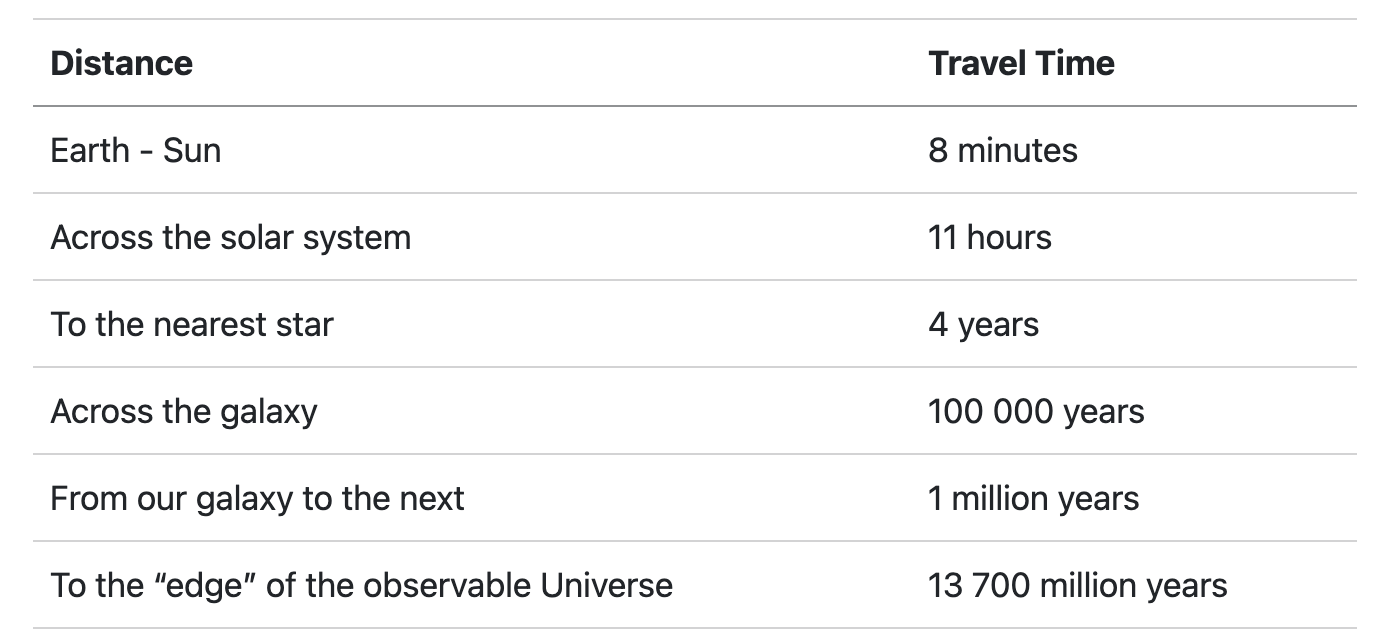 Distance Travel Time
Earth - Sun 8 minutes
Across the solar system 11 hours
To the nearest star 4 years
Across the galaxy 100 000 years
From our galaxy to the next 1 million years
To the “edge” of the observable Universe 13 700 million years